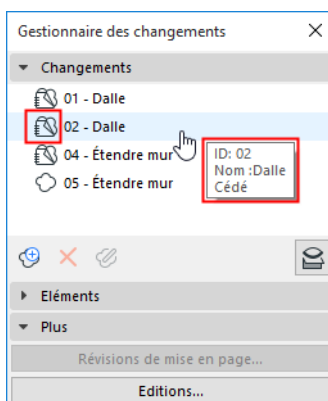 Gestionnaire des changements
Changements
01 - Dalle
02 - Dalle
04 - Étendre mur
05 - Étendre mur
ID: 02
Nom :Dalle
Cédé
Eléments
Plus
Révisions de mise en page...
Editions...